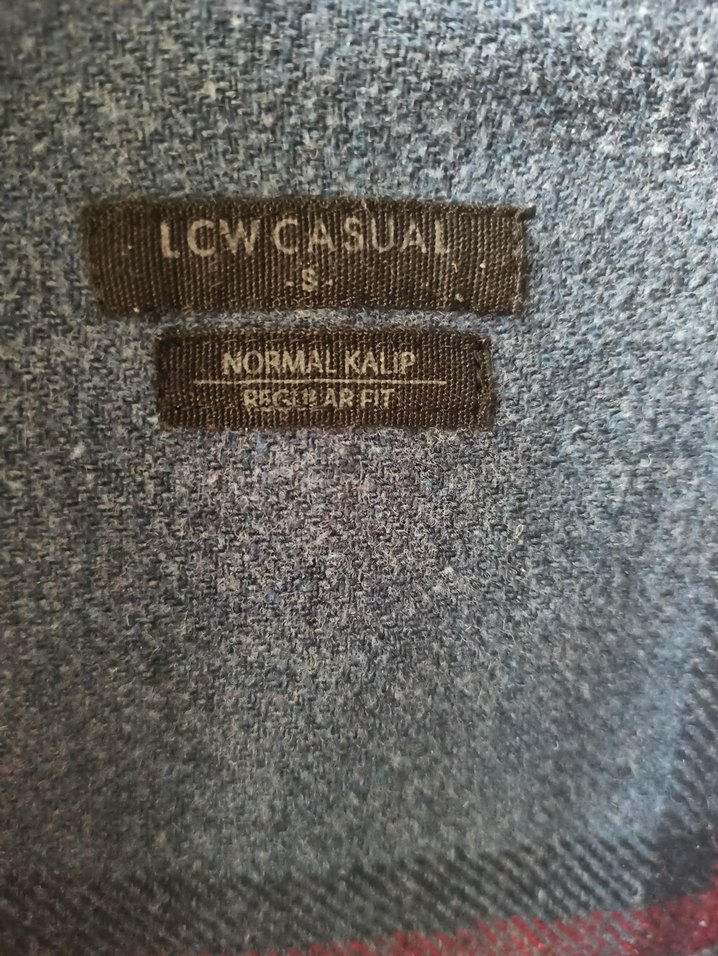 LCW CASUAL
- S -
NORMAL KALIP
REGULAR FIT